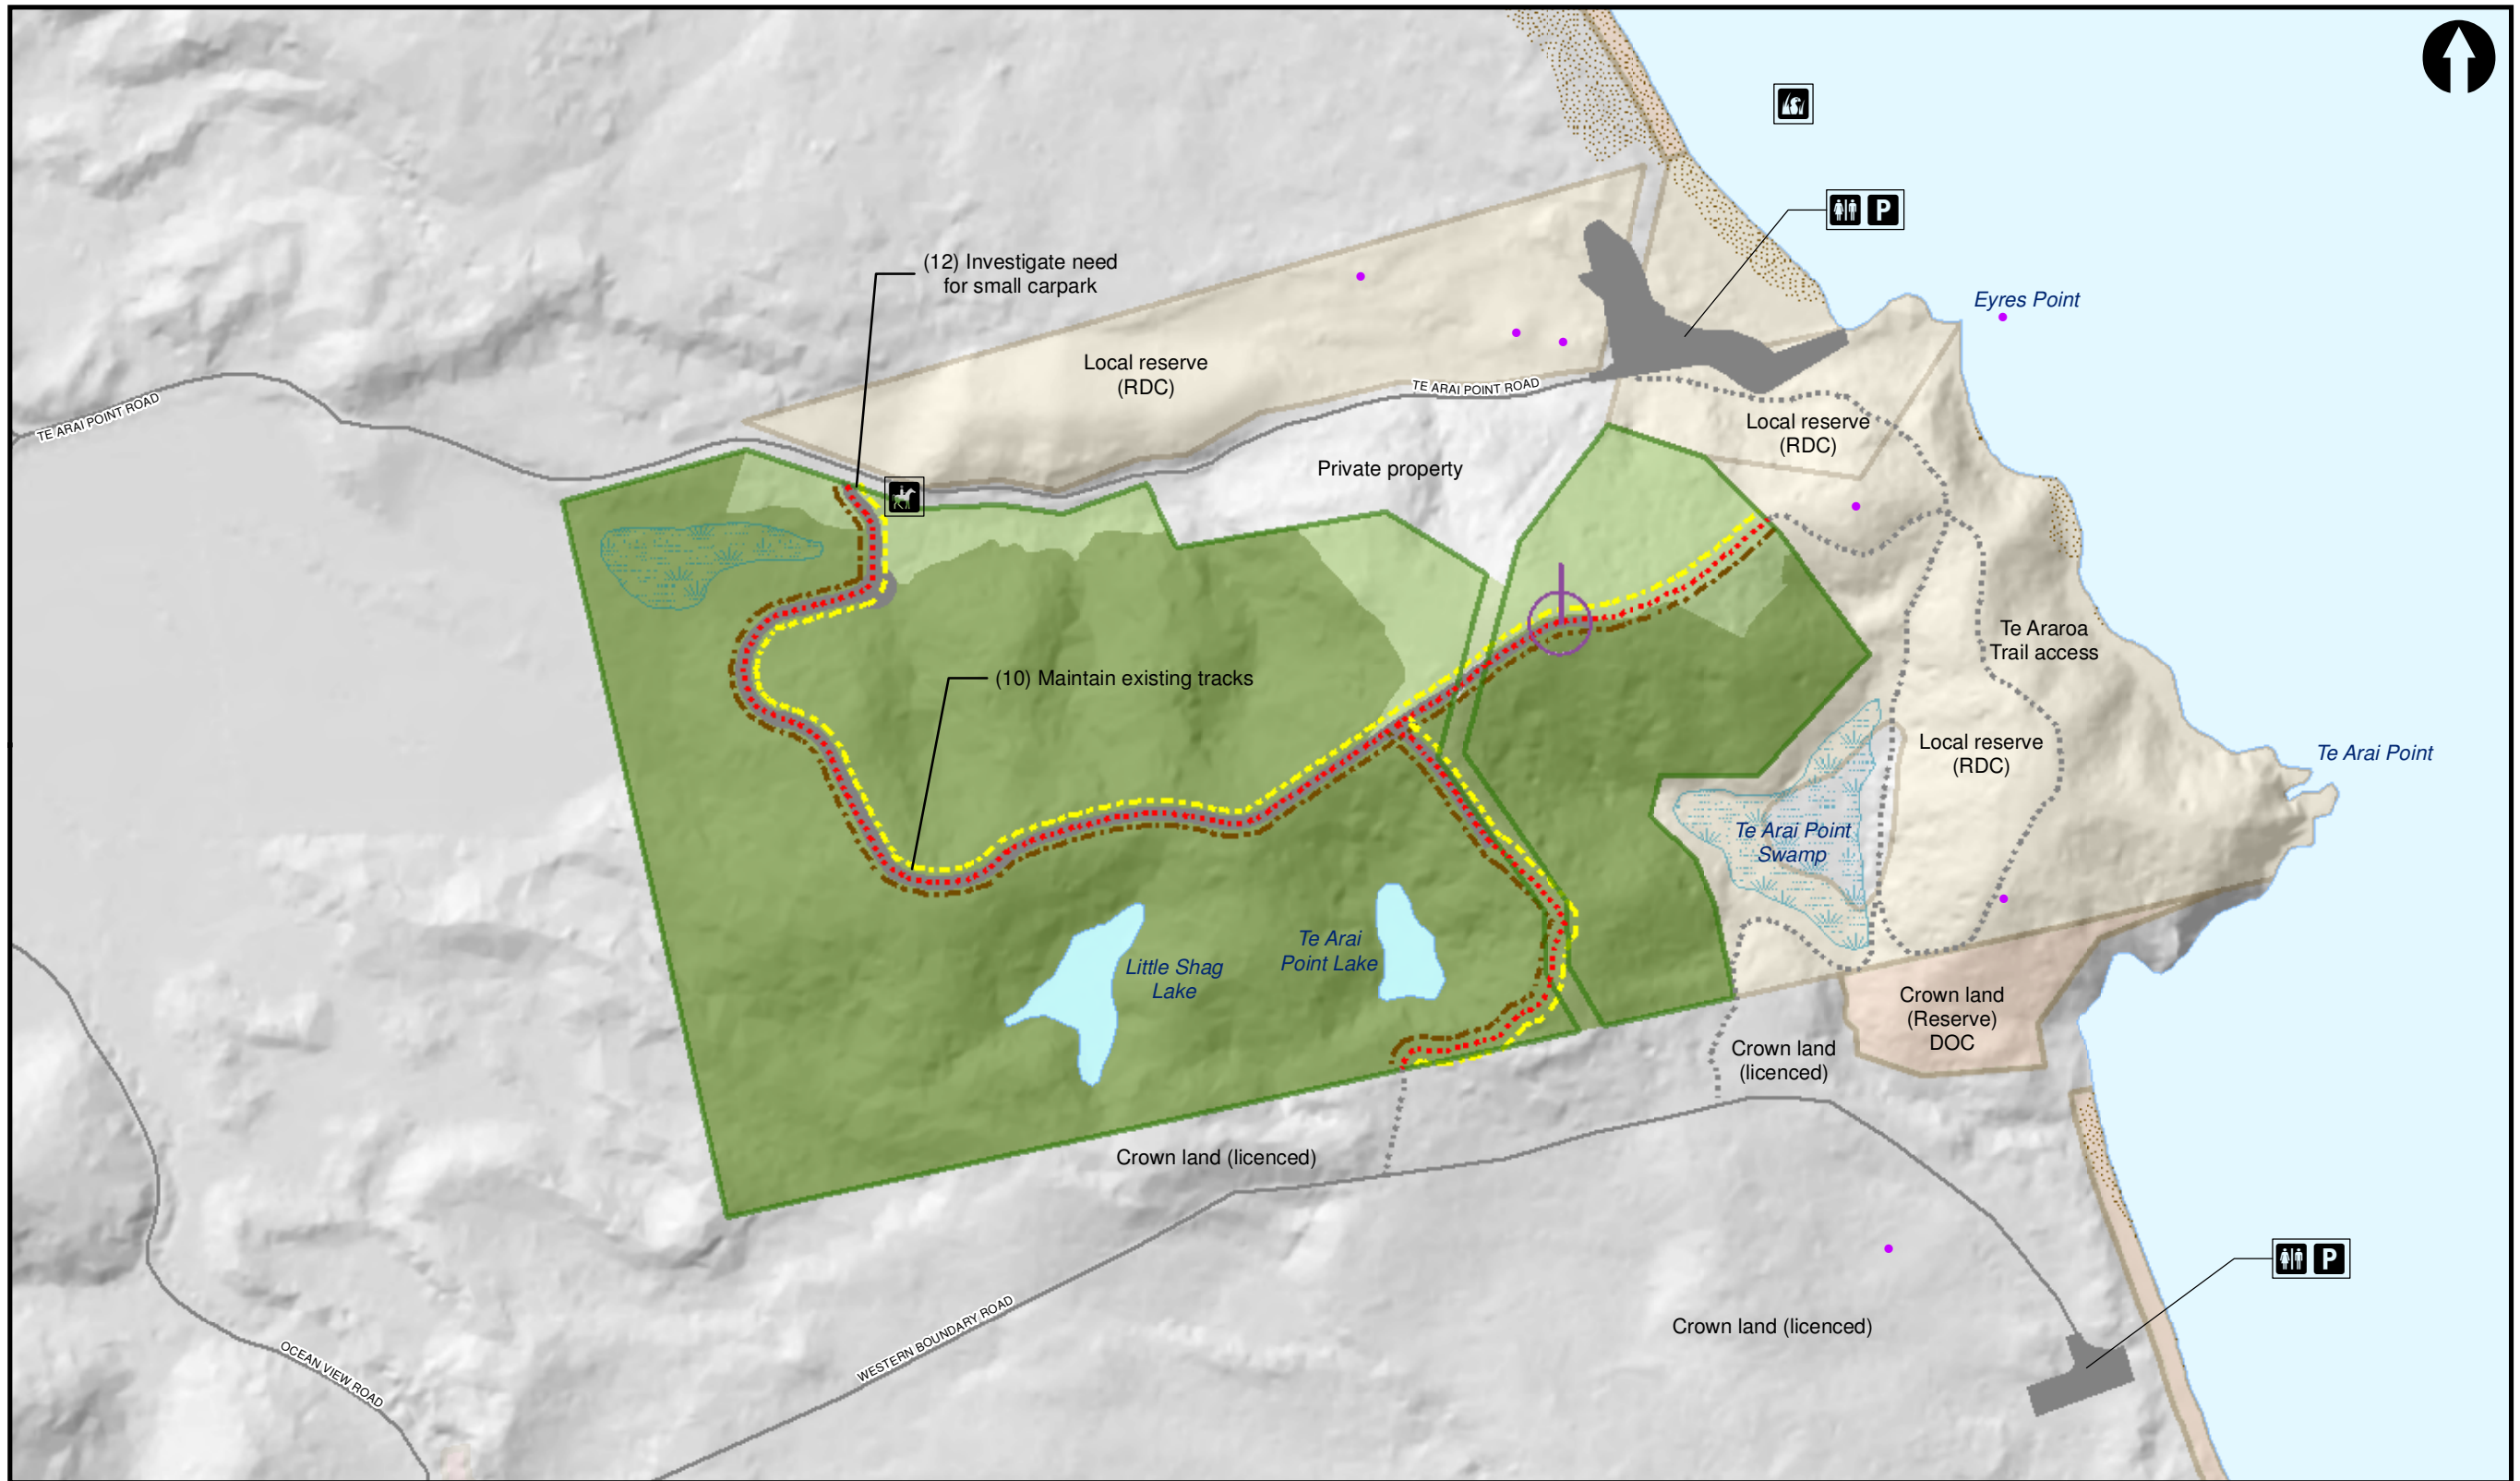 P
Eyres Point
(12) Investigate need
for small carpark
Local reserve
(RDC)
TE ARAI POINT ROAD
TE ARAI POINT ROAD
Local reserve
(RDC)
Private property
Te Araroa
Trail access
(10) Maintain existing tracks
Local reserve
(RDC)
Te Arai Point
Te Arai Point
Swamp
Te Arai
Point Lake
Little Shag
Lake
Crown land
(Reserve)
DOC
Crown land
(licenced)
Crown land (licenced)
P
Crown land (licenced)
WESTERN BOUNDARY ROAD
OCEAN VIEW ROAD